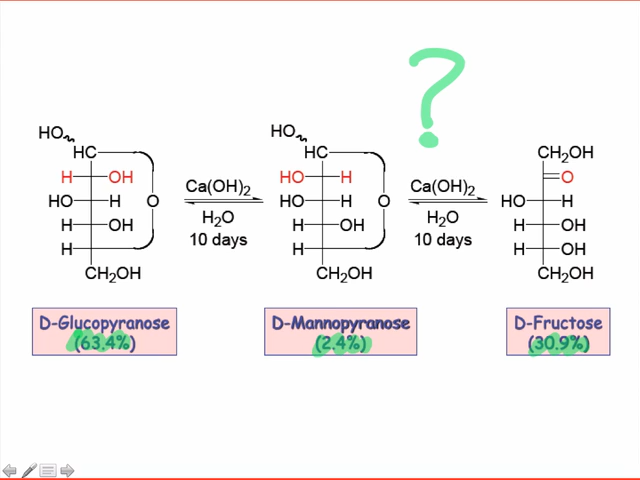 ?
HO
HC
H OH
HO H
H OH
H
O
CH₂OH
Ca(OH)₂
H₂O
10 days
HO
HC
HO H
HO H
H OH
H
O
CH₂OH
Ca(OH)₂
H₂O
10 days
CH₂OH
O
HO H
H OH
H OH
CH₂OH
D-Glucopyranose
(63.4%)
D-Mannopyranose
(2.4%)
D-Fructose
(30.9%)